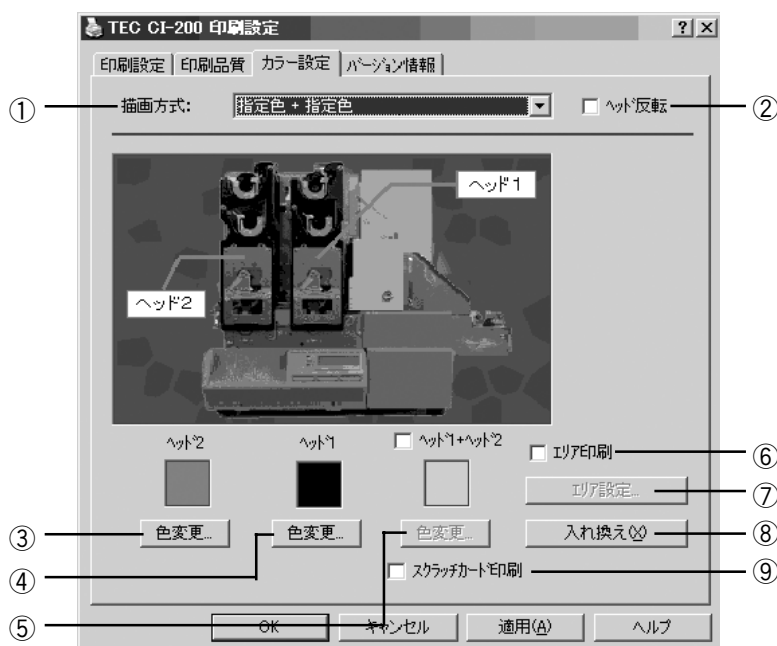 TEC CI-200 印刷設定
印刷設定 印刷品質 カラー設定 バージョン情報
① 描画方式: 指定色 + 指定色 ヘッド反転 ②
ヘッド1
ヘッド2
ヘッド2 ヘッド1 ヘッド1+ヘッド2 エリア印刷 ⑥
エリア設定... ⑦
③ 色変更... 色変更... 色変更... 入れ換え(X) ⑧
④ スクラッチカード印刷 ⑨
⑤ OK キャンセル 適用(A) ヘルプ